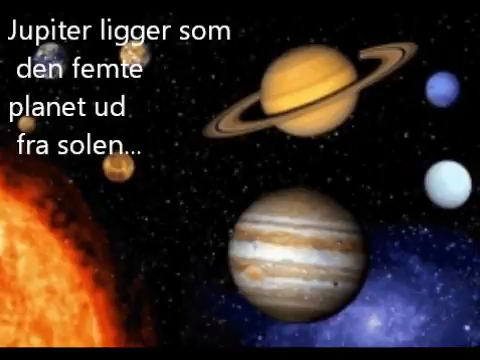 Jupiter ligger som
den femte
planet ud
fra solen...